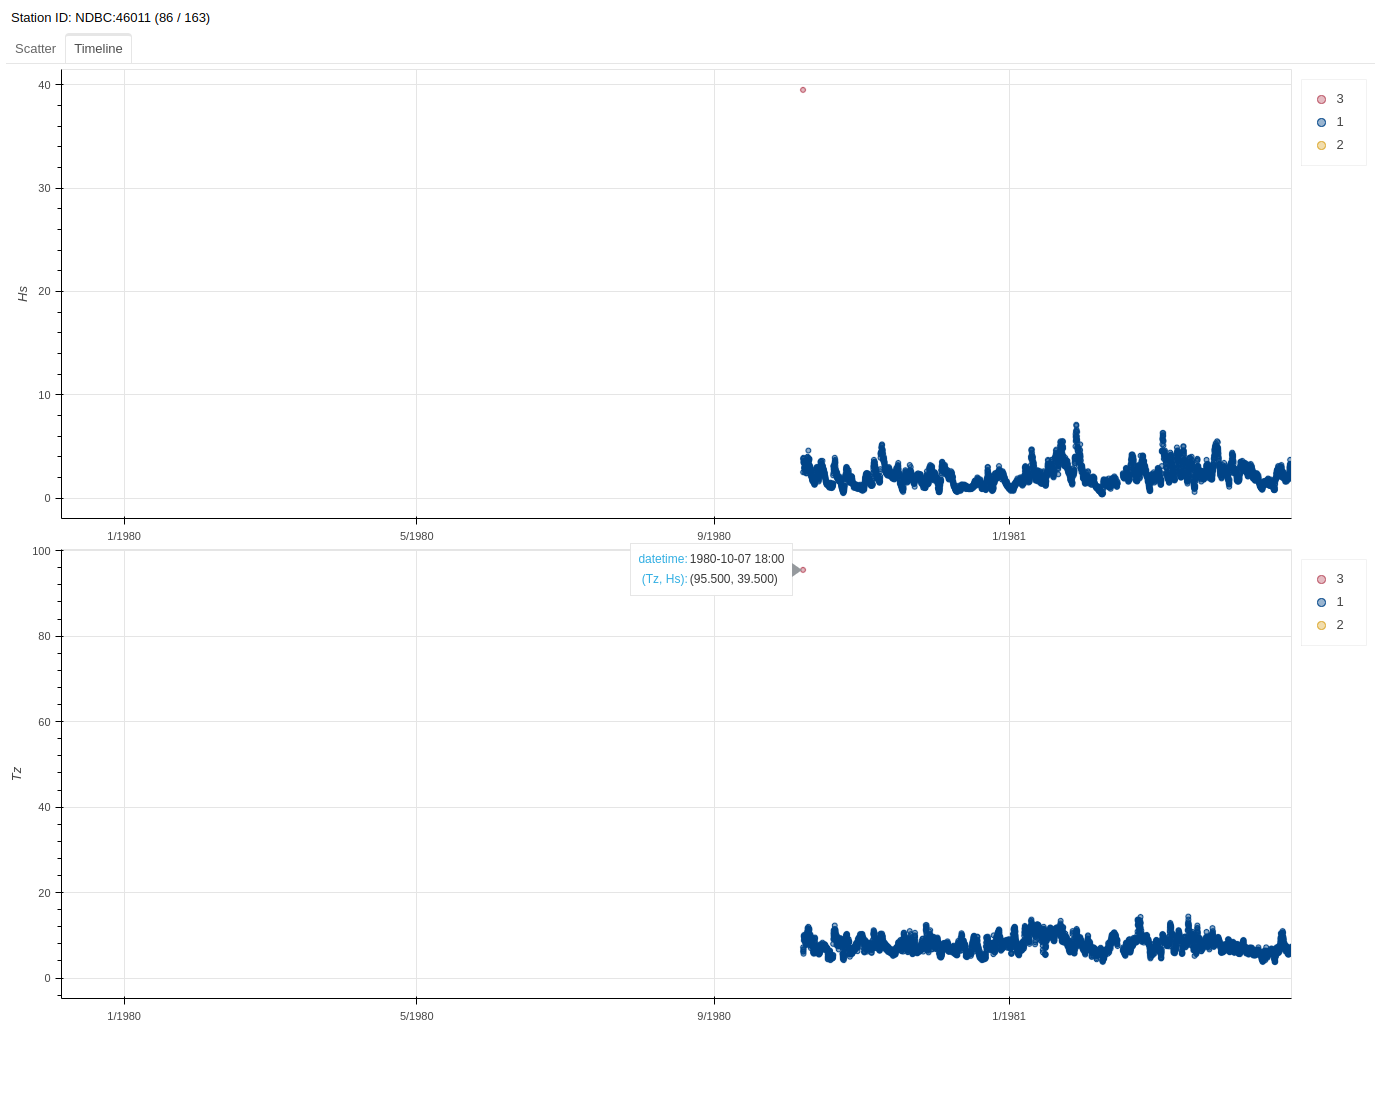 Station ID: NDBC:46011 (86 / 163)
Scatter Timeline
40
30
20
10
0
Hs
1/1980 5/1980 9/1980 1/1981
3
1
2
100
80
60
40
20
0
Tz
datetime: 1980-10-07 18:00
(Tz, Hs): (95.500, 39.500)
1/1980 5/1980 9/1980 1/1981
3
1
2